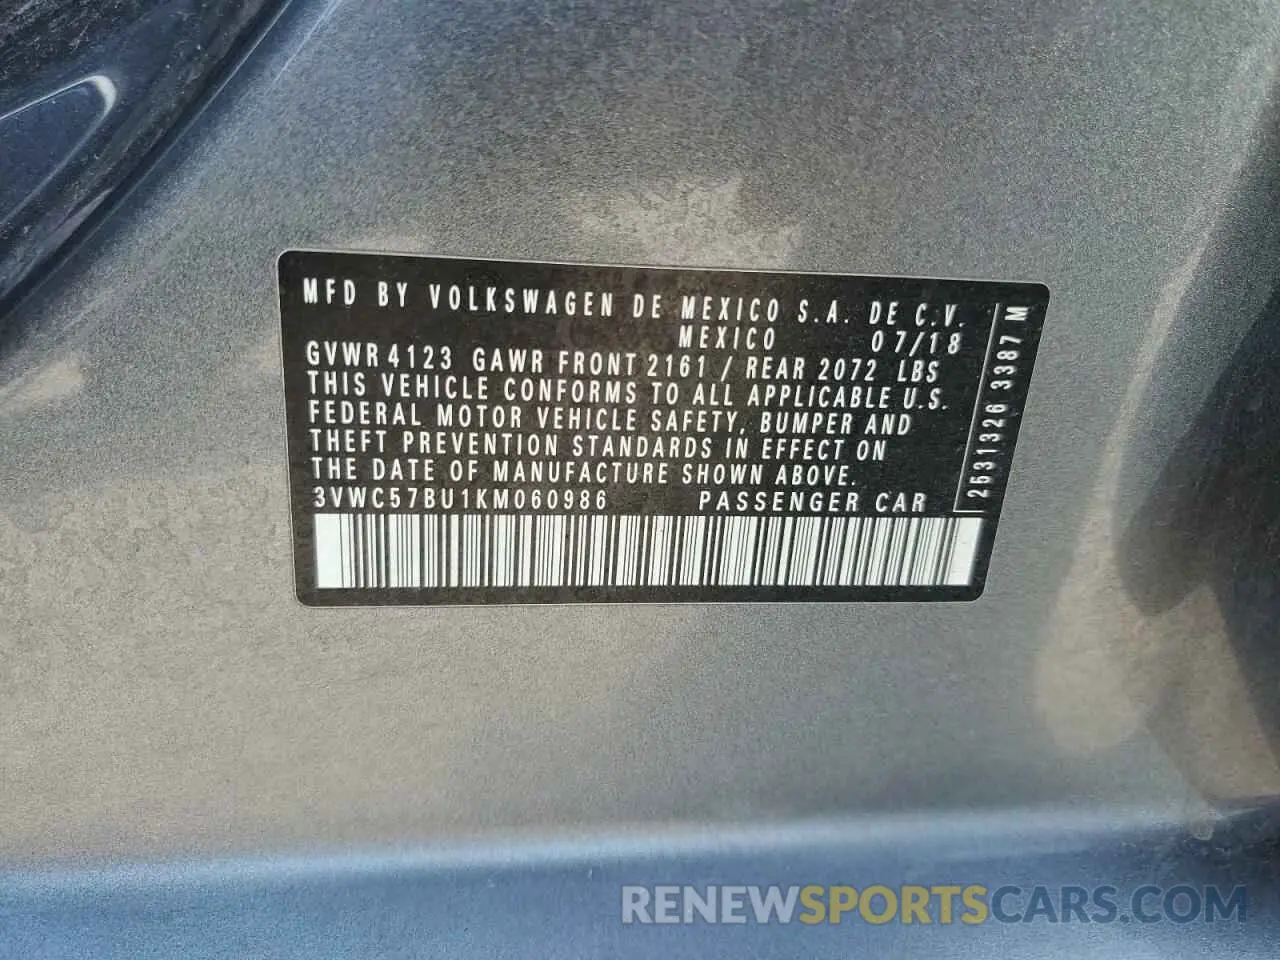 MFD BY VOLKSWAGEN DE MEXICO S.A. DE C.V.
MEXICO 07/18
GVWR 4123 GAWR FRONT 2161 / REAR 2072 LBS
THIS VEHICLE CONFORMS TO ALL APPLICABLE U.S.
FEDERAL MOTOR VEHICLE SAFETY, BUMPER AND
THEFT PREVENTION STANDARDS IN EFFECT ON
THE DATE OF MANUFACTURE SHOWN ABOVE.
3VWC57BU1KM060986 PASSENGER CAR
2531326 3387 M
RENEWSPORTSCARS.COM